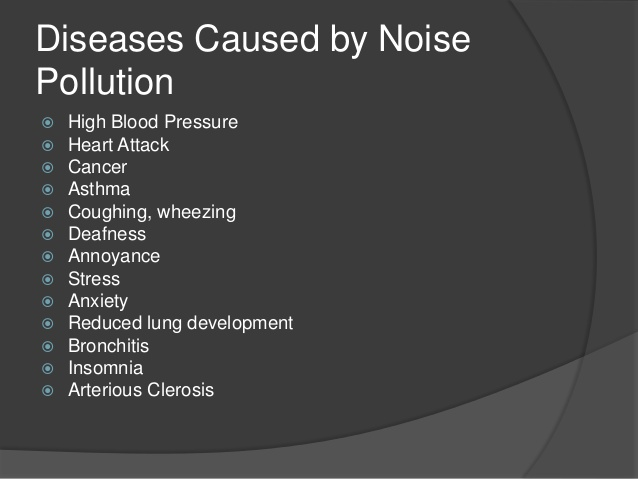 Diseases Caused by Noise
Pollution
High Blood Pressure
Heart Attack
Cancer
Asthma
Coughing, wheezing
Deafness
Annoyance
Stress
Anxiety
Reduced lung development
Bronchitis
Insomnia
Arterious Clerosis